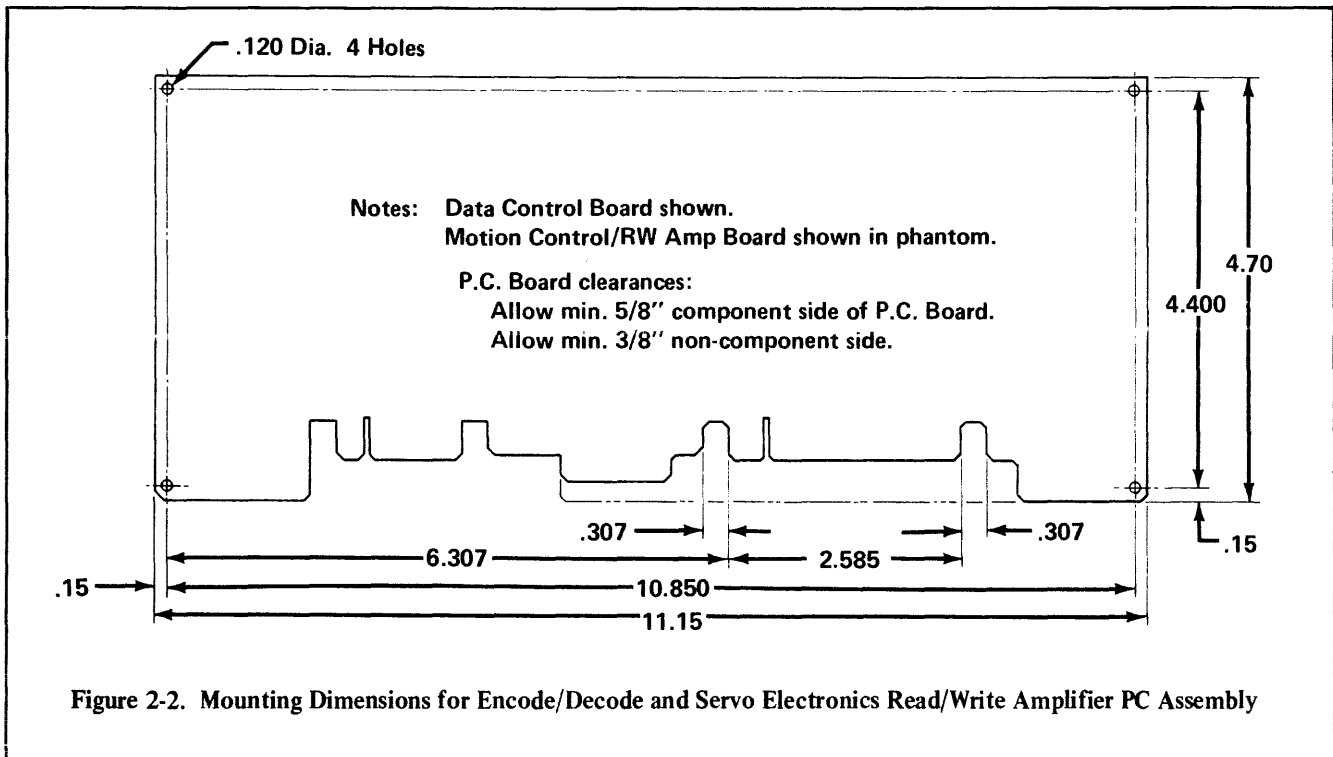 .120 Dia. 4 Holes
Notes: Data Control Board shown.
Motion Control/RW Amp Board shown in phantom.
P.C. Board clearances:
Allow min. 5/8″ component side of P.C. Board.
Allow min. 3/8″ non-component side.
4.70
4.400
.307
.307
.15
6.307
2.585
.15
10.850
11.15
Figure 2-2. Mounting Dimensions for Encode/Decode and Servo Electronics Read/Write Amplifier PC Assembly